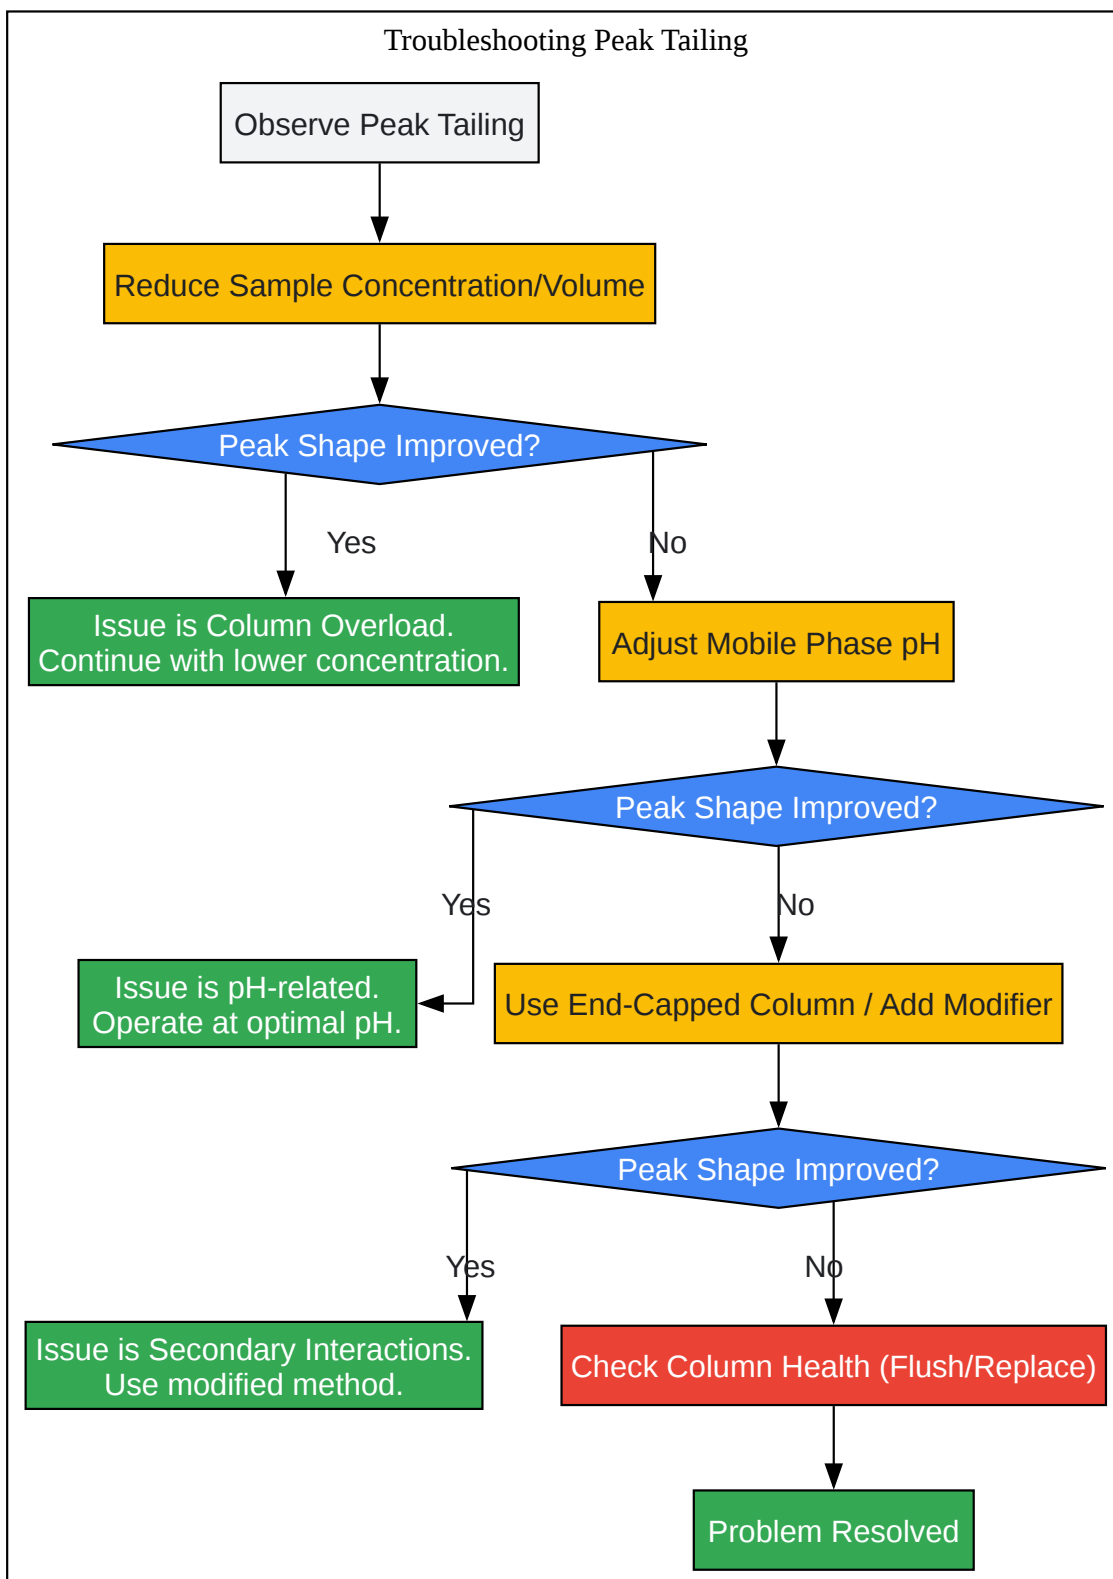 Troubleshooting Peak Tailing
Observe Peak Tailing
Reduce Sample Concentration/Volume
Peak Shape Improved?
Yes
No
Issue is Column Overload.
Continue with lower concentration.
Adjust Mobile Phase pH
Peak Shape Improved?
Yes
No
Issue is pH-related.
Operate at optimal pH.
Use End-Capped Column / Add Modifier
Peak Shape Improved?
Yes
No
Issue is Secondary Interactions.
Use modified method.
Check Column Health (Flush/Replace)
Problem Resolved